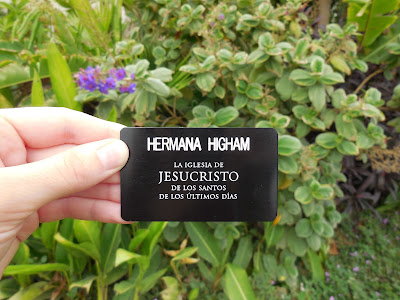 HERMANA HIGHAM
LA IGLESIA DE
JESUCRISTO
DE LOS SANTOS
DE LOS ÚLTIMOS DÍAS